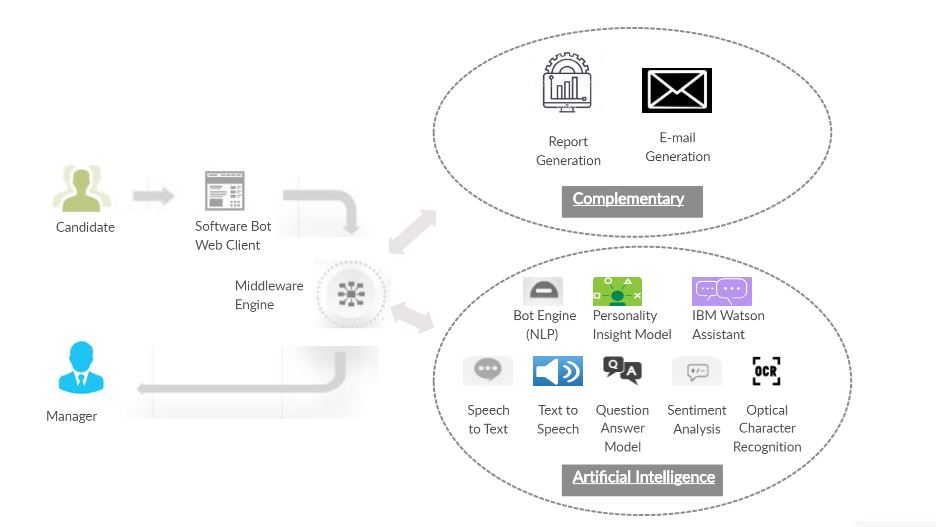 Report
Generation
E-mail
Generation
Complementary
Candidate
Software Bot
Web Client
Middleware
Engine
Manager
Bot Engine
(NLP)
Personality
Insight Model
IBM Watson
Assistant
Q
A
+/-
OCR
Speech
to Text
Text to
Speech
Question
Answer
Model
Sentiment
Analysis
Optical
Character
Recognition
Artificial Intelligence